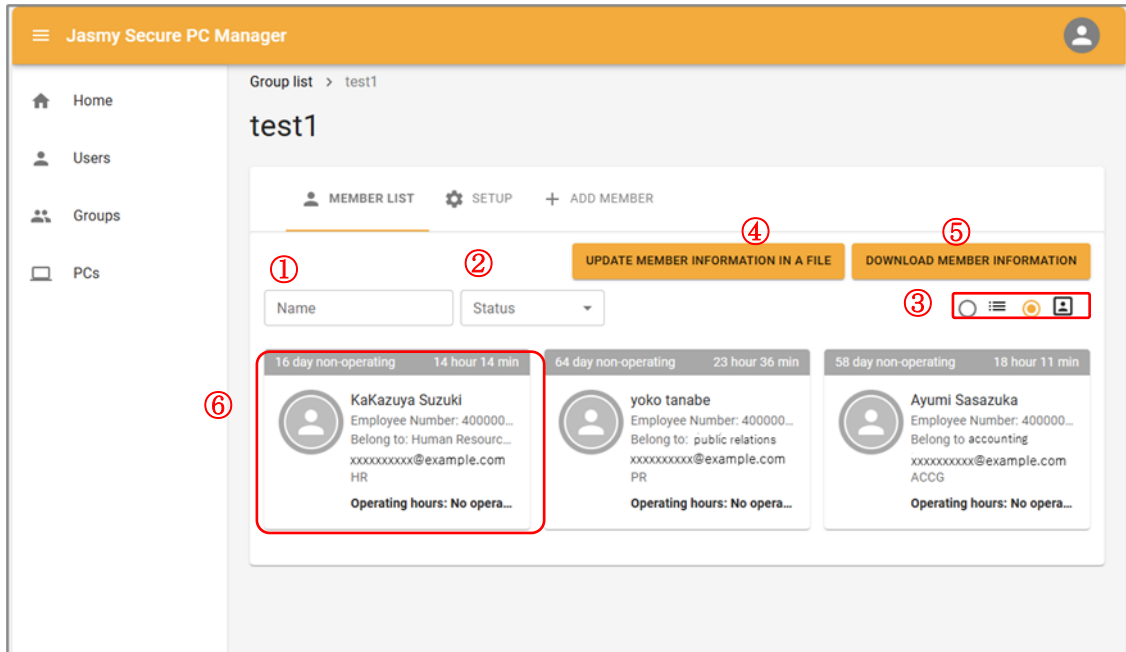 Jasmy Secure PC Manager
Home
Users
Groups
PCs
Group list > test1
test1
MEMBER LIST
SETUP
+ ADD MEMBER
④
⑤
UPDATE MEMBER INFORMATION IN A FILE
DOWNLOAD MEMBER INFORMATION
①
②
③
Name
Status
⑥
16 day non-operating 14 hour 14 min
KaKazuya Suzuki
Employee Number: 400000...
Belong to: Human Resourc...
xxxxxxxxxx@example.com
HR
Operating hours: No opera...
64 day non-operating 23 hour 36 min
yoko tanabe
Employee Number: 400000...
Belong to: public relations
xxxxxxxxxx@example.com
PR
Operating hours: No opera...
58 day non-operating 18 hour 11 min
Ayumi Sasazuka
Employee Number: 400000...
Belong to accounting
xxxxxxxxxx@example.com
ACCG
Operating hours: No opera...